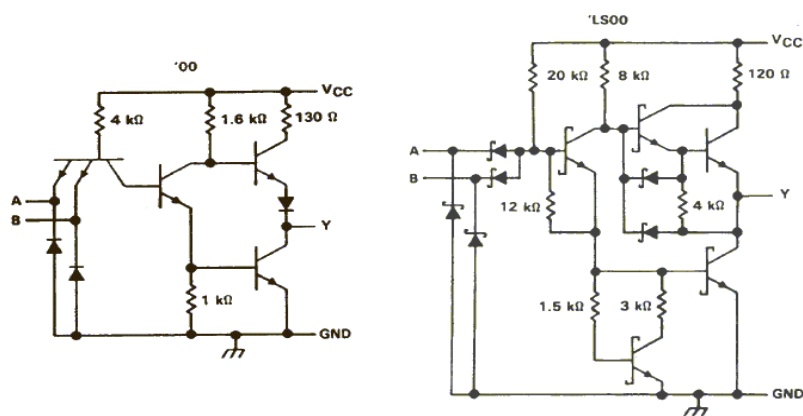 '00
VCC
4 kΩ
1.6 kΩ
130 Ω
A
B
Y
1 kΩ
GND
'LS00
VCC
20 kΩ
8 kΩ
120 Ω
A
B
12 kΩ
4 kΩ
Y
1.5 kΩ
3 kΩ
GND